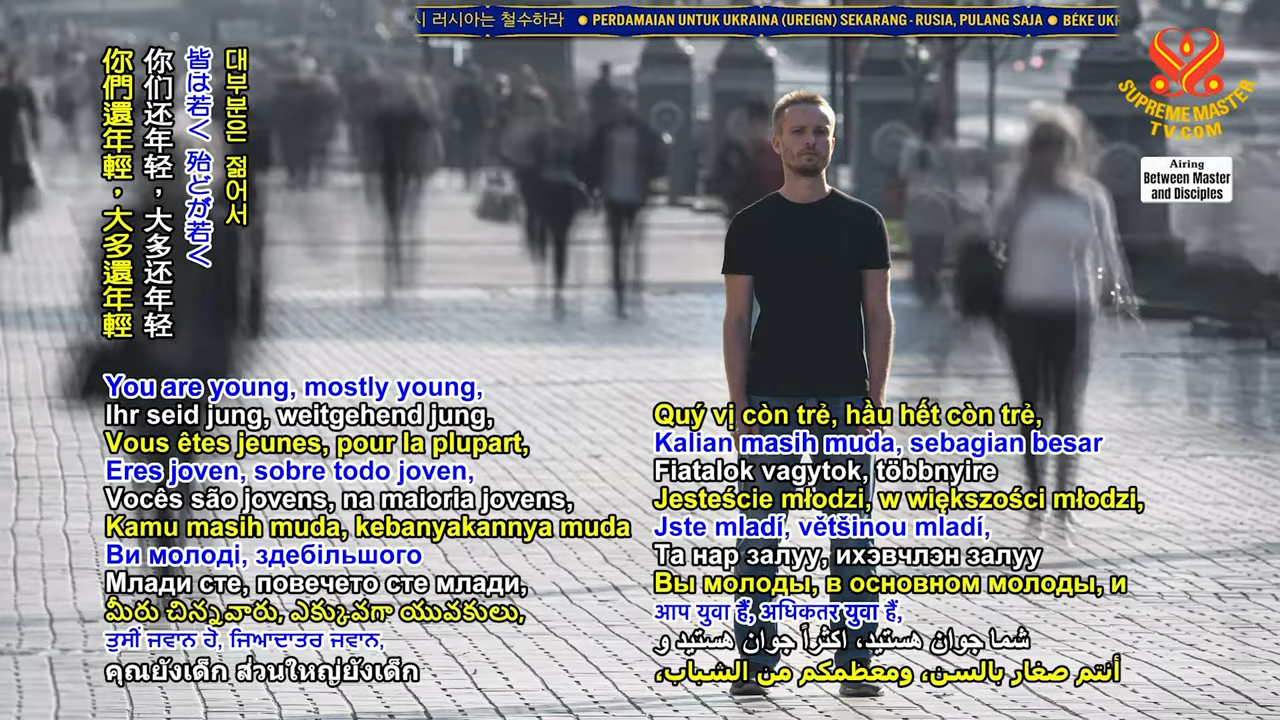 시 러시아는 철수하라 ● PERDAMAIAN UNTUK UKRAINA (UREIGN) SEKARANG - RUSIA, PULANG SAJA ● BÉKE UKR
SUPREME MASTER
TV.COM
Airing
Between Master
and Disciples
대부분은 젊어서
皆は若く 殆どが若く
你们还年轻，大多还年轻
你們還年輕，大多還年輕
You are young, mostly young,
Ihr seid jung, weitgehend jung,
Vous êtes jeunes, pour la plupart,
Eres joven, sobre todo joven,
Vocês são jovens, na maioria jovens,
Kamu masih muda, kebanyakannya muda
Ви молоді, здебільшого
Млади сте, повечето сте млади,
మీరు చిన్నవారు, ఎక్కువగా యువకులు,
ਤੁਸੀਂ ਜਵਾਨ ਹੋ, ਜਿਆਦਾਤਰ ਜਵਾਨ,
คุณยังเด็ก ส่วนใหญ่ยังเด็ก
Quý vị còn trẻ, hầu hết còn trẻ,
Kalian masih muda, sebagian besar
Fiatalok vagytok, többnyire
Jesteście młodzi, w większości młodzi,
Jste mladí, většinou mladí,
Та нар залуу, ихэвчлэн залуу
Вы молоды, в основном молоды, и
आप युवा हैं, अधिकतर युवा हैं,
شما جوان هستید، اکثراً جوان هستید و
أنتم صغار بالسن، ومعظمكم من الشباب،